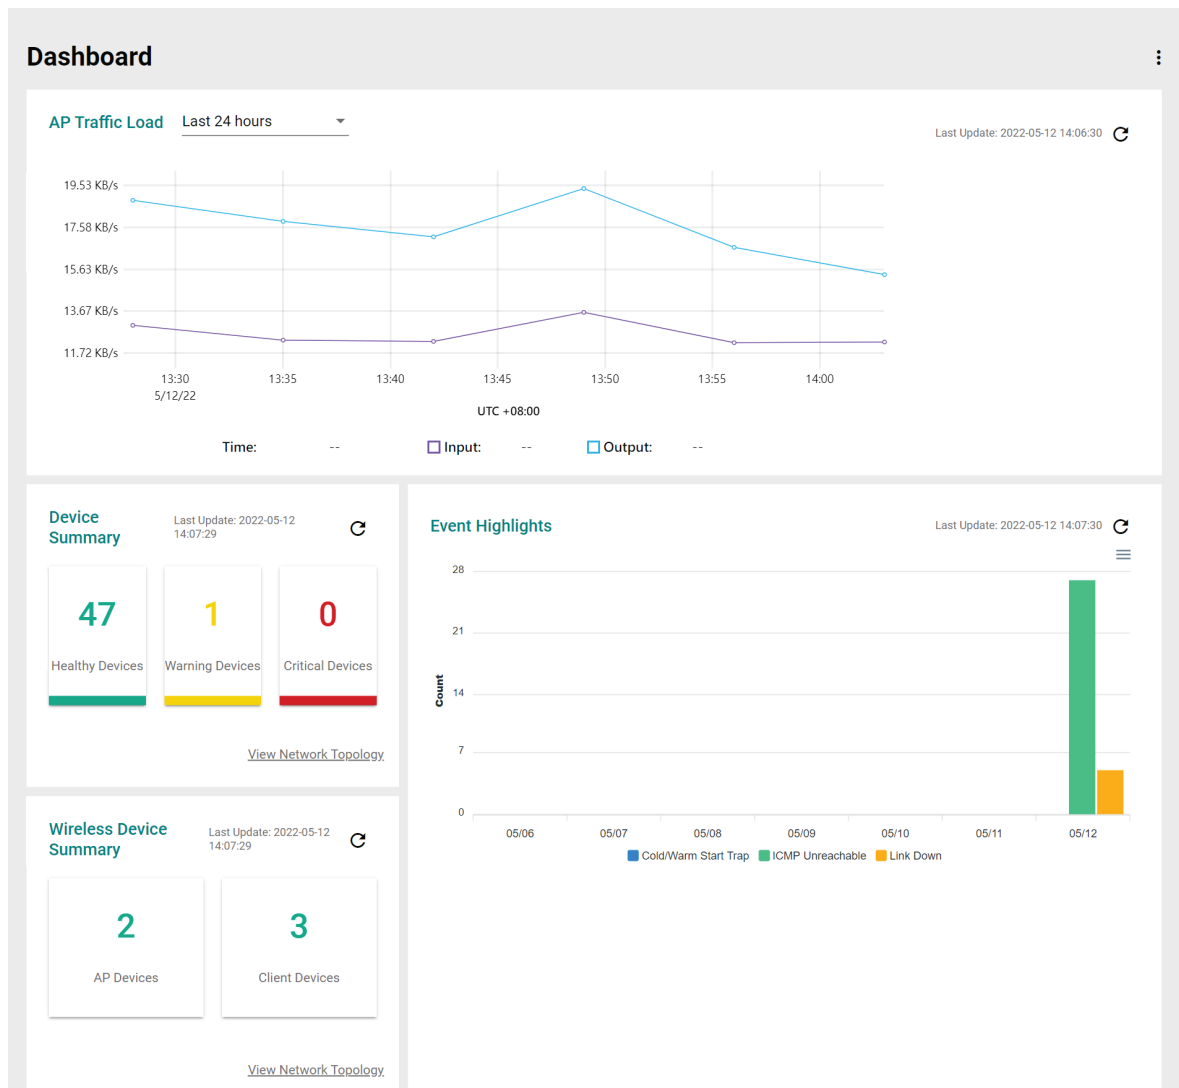 Dashboard
AP Traffic Load
Last 24 hours
Last Update: 2022-05-12 14:06:30
19.53 KB/s
17.58 KB/s
15.63 KB/s
13.67 KB/s
11.72 KB/s
13:30 13:35 13:40 13:45 13:50 13:55 14:00
5/12/22
UTC +08:00
Time: -- Input: -- Output: --
Device
Summary
Last Update: 2022-05-12
14:07:29
47
Healthy Devices
1
Warning Devices
0
Critical Devices
View Network Topology
Event Highlights
Last Update: 2022-05-12 14:07:30
28
21
14
7
0
Count
05/06 05/07 05/08 05/09 05/10 05/11 05/12
Cold/Warm Start Trap ICMP Unreachable Link Down
Wireless Device
Summary
Last Update: 2022-05-12
14:07:29
2
AP Devices
3
Client Devices
View Network Topology